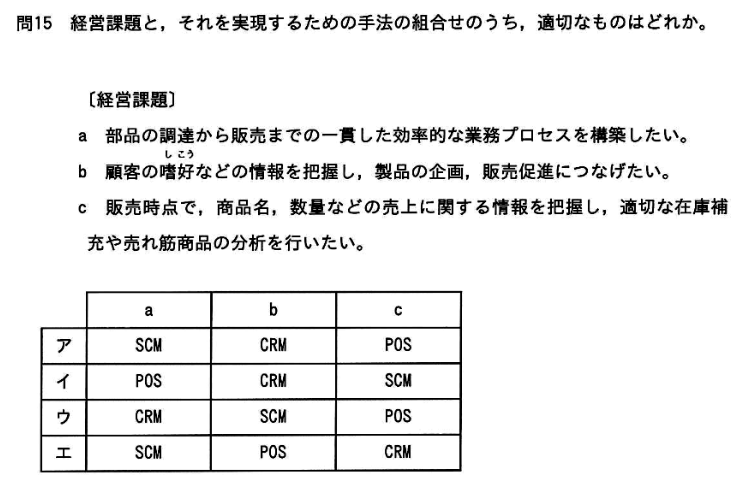 問15 経営課題と，それを実現するための手法の組合せのうち，適切なものはどれか。
〔経営課題〕
a 部品の調達から販売までの一貫した効率的な業務プロセスを構築したい。
しこう
b 顧客の嗜好などの情報を把握し，製品の企画，販売促進につなげたい。
c 販売時点で，商品名，数量などの売上に関する情報を把握し，適切な在庫補
充や売れ筋商品の分析を行いたい。
a b c
ア SCM CRM POS
イ POS CRM SCM
ウ CRM SCM POS
エ SCM POS CRM